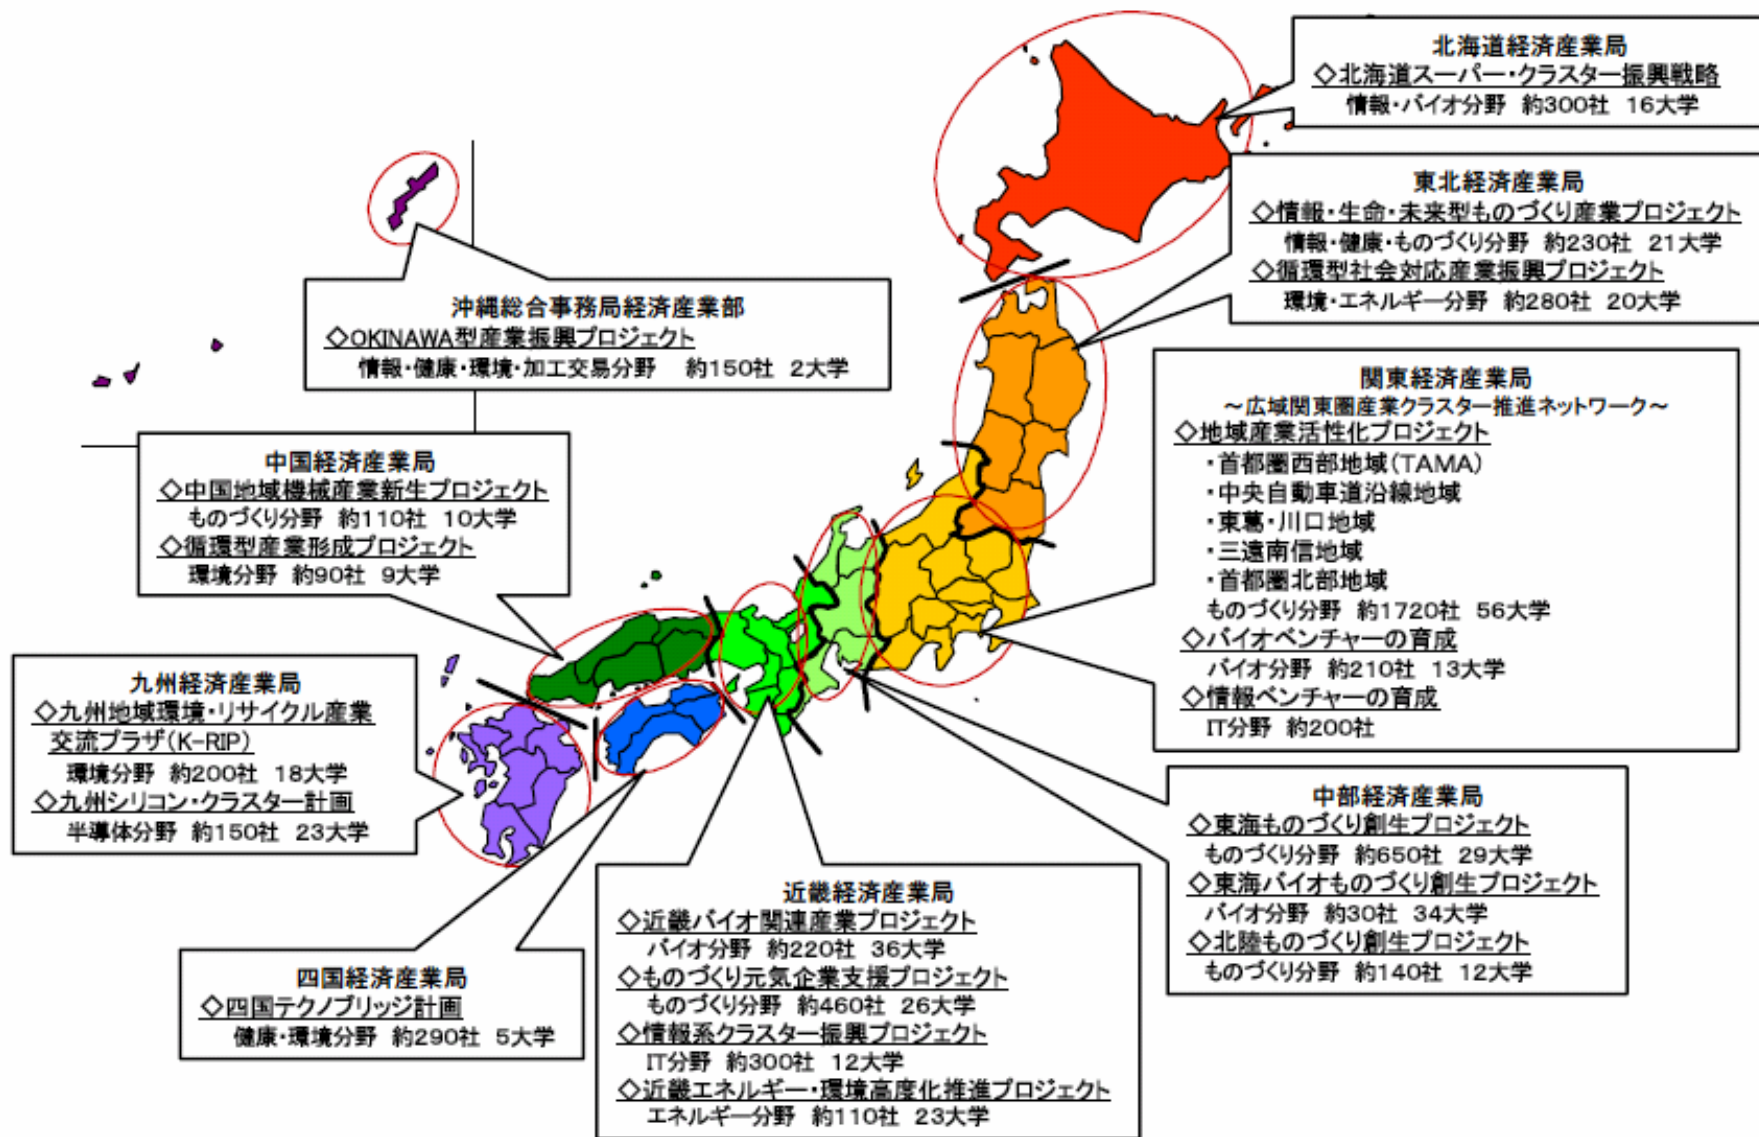 北海道経済産業局
◇北海道スーパー・クラスター振興戦略
情報・バイオ分野 約300社 16大学
東北経済産業局
◇情報・生命・未来型ものづくり産業プロジェクト
情報・健康・ものづくり分野 約230社 21大学
◇循環型社会対応産業振興プロジェクト
環境・エネルギー分野 約280社 20大学
沖縄総合事務局経済産業部
◇OKINAWA型産業振興プロジェクト
情報・健康・環境・加工交易分野 約150社 2大学
関東経済産業局
～広域関東圏産業クラスター推進ネットワーク～
◇地域産業活性化プロジェクト
・首都圏西部地域(TAMA)
・中央自動車道沿線地域
・東葛・川口地域
・三遠南信地域
・首都圏北部地域
ものづくり分野 約1720社 56大学
◇バイオベンチャーの育成
バイオ分野 約210社 13大学
◇情報ベンチャーの育成
IT分野 約200社
中国経済産業局
◇中国地域機械産業新生プロジェクト
ものづくり分野 約110社 10大学
◇循環型産業形成プロジェクト
環境分野 約90社 9大学
九州経済産業局
◇九州地域環境・リサイクル産業
交流プラザ(K-RIP)
環境分野 約200社 18大学
◇九州シリコン・クラスター計画
半導体分野 約150社 23大学
中部経済産業局
◇東海ものづくり創生プロジェクト
ものづくり分野 約650社 29大学
◇東海バイオものづくり創生プロジェクト
バイオ分野 約30社 34大学
◇北陸ものづくり創生プロジェクト
ものづくり分野 約140社 12大学
近畿経済産業局
◇近畿バイオ関連産業プロジェクト
バイオ分野 約220社 36大学
◇ものづくり元気企業支援プロジェクト
ものづくり分野 約460社 26大学
◇情報系クラスター振興プロジェクト
IT分野 約300社 12大学
◇近畿エネルギー・環境高度化推進プロジェクト
エネルギー分野 約110社 23大学
四国経済産業局
◇四国テクノブリッジ計画
健康・環境分野 約290社 5大学